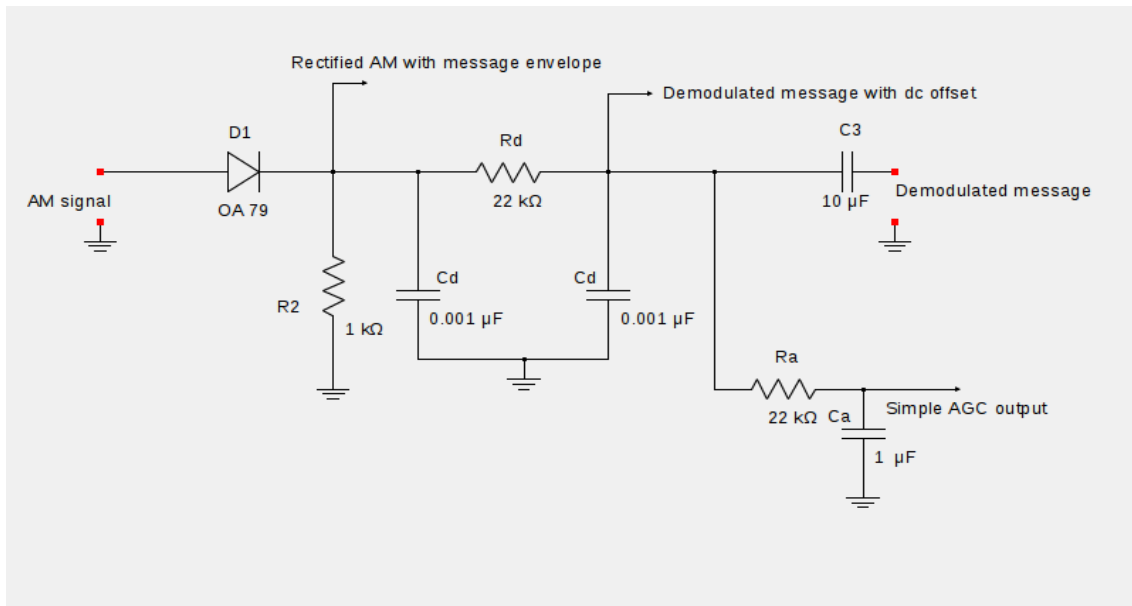 Rectified AM with message envelope
Demodulated message with dc offset
D1
Rd
C3
AM signal
OA 79
22 kΩ
10 μF
Demodulated message
Cd
Cd
R2
1 kΩ
0.001 μF
0.001 μF
Ra
22 kΩ
Ca
Simple AGC output
1 μF